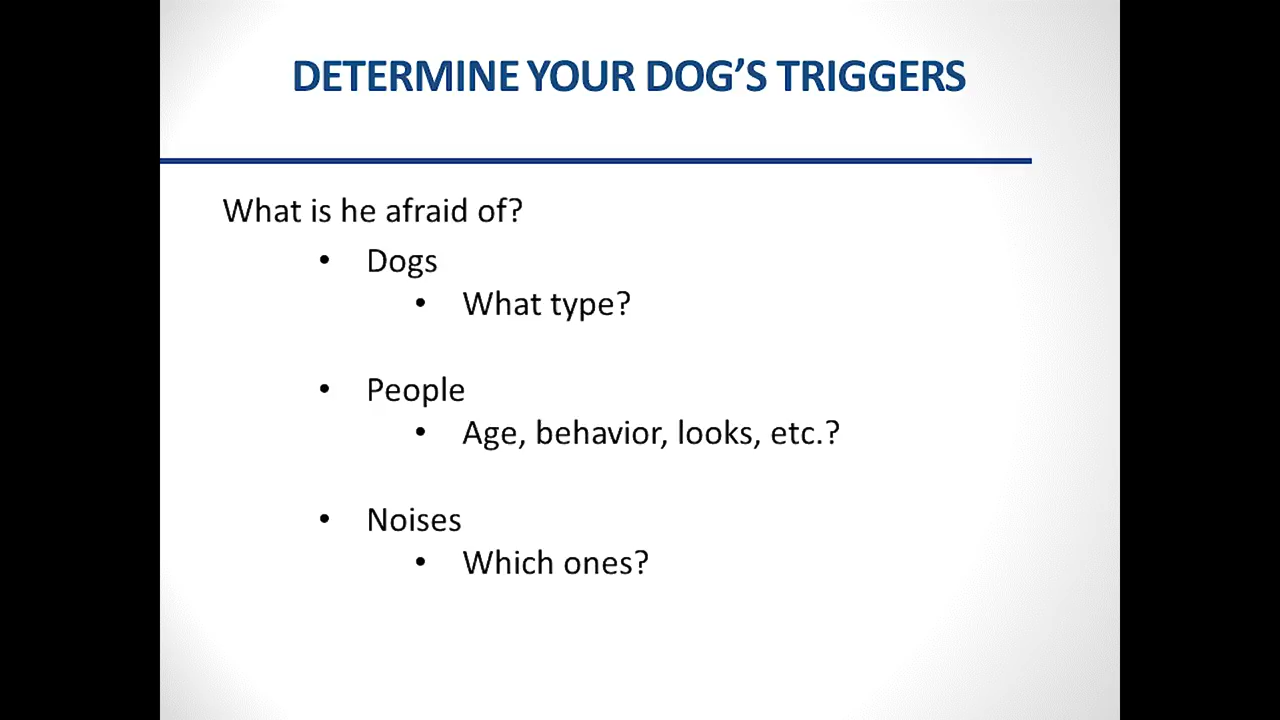 DETERMINE YOUR DOG’S TRIGGERS
What is he afraid of?
• Dogs
• What type?
• People
• Age, behavior, looks, etc.?
• Noises
• Which ones?